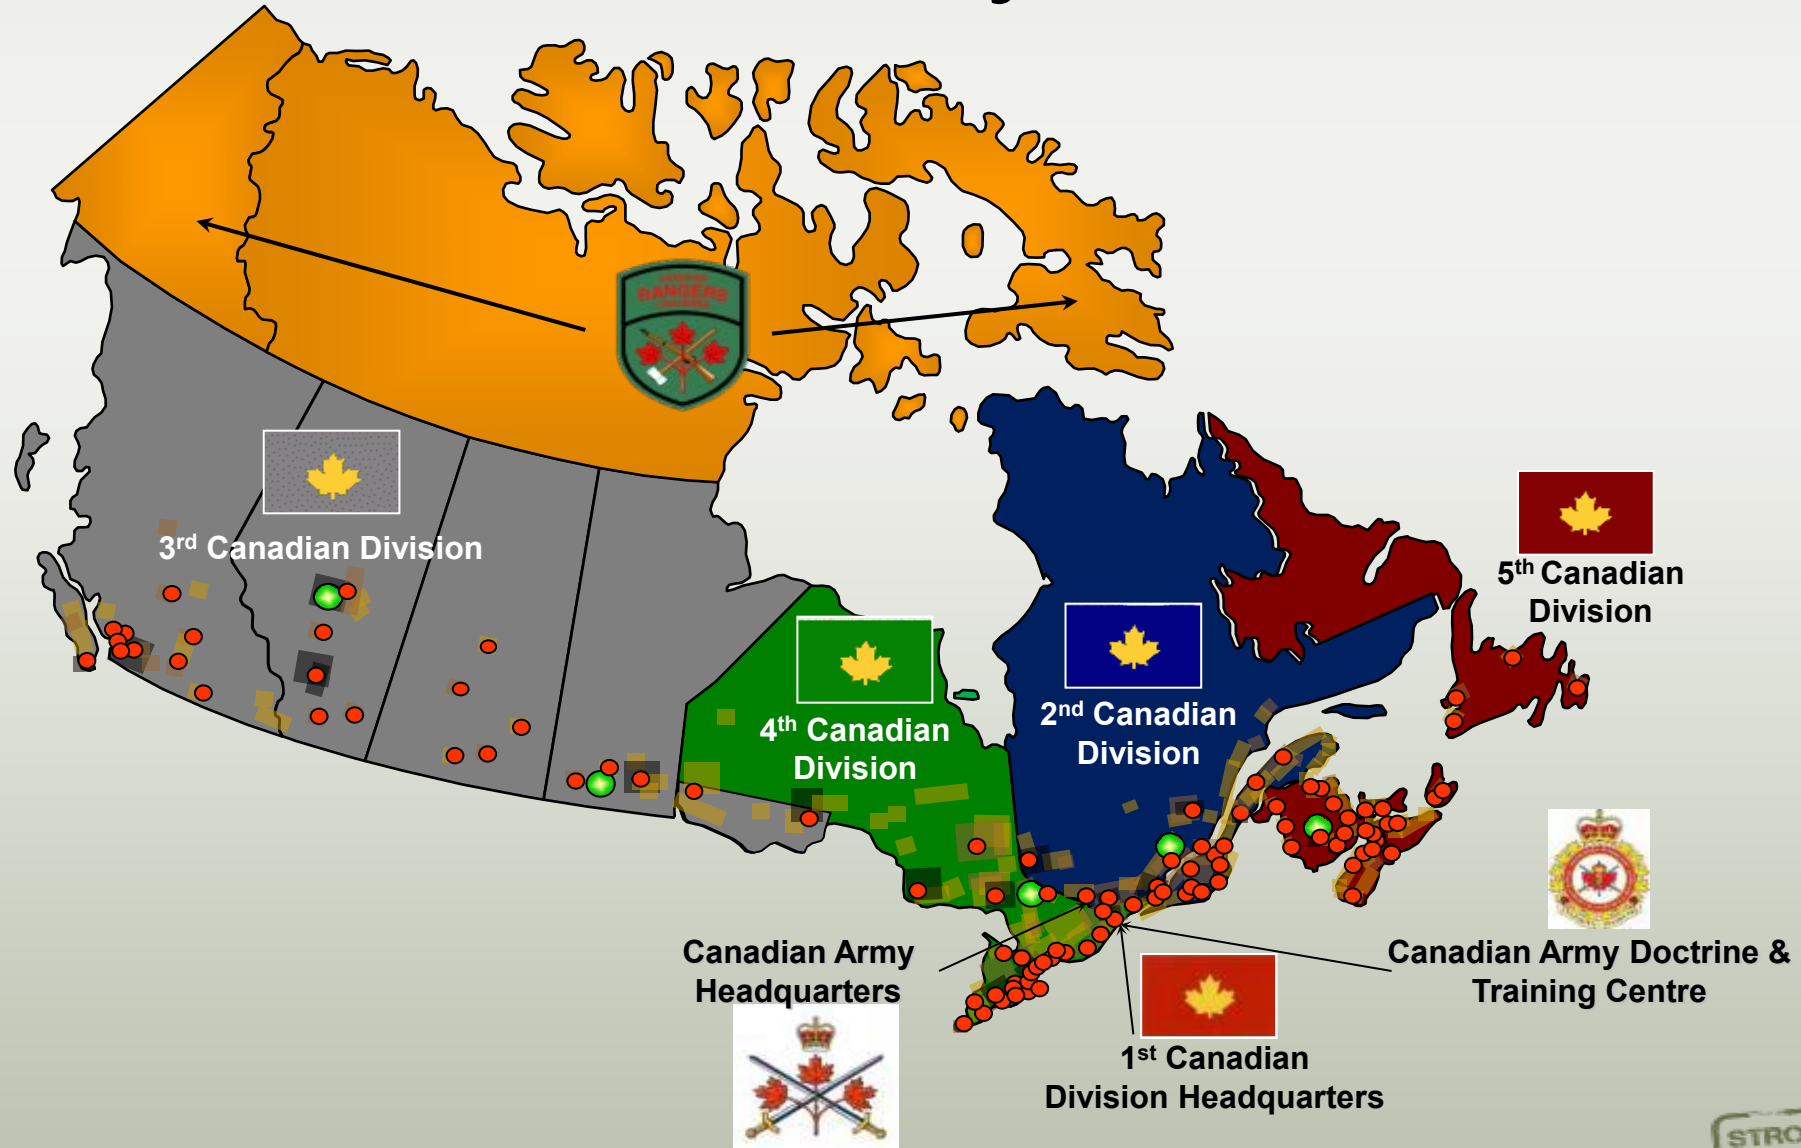 RANGERS
3rd Canadian Division
5th Canadian
Division
4th Canadian
Division
2nd Canadian
Division
Canadian Army
Headquarters
Canadian Army Doctrine &
Training Centre
1st Canadian
Division Headquarters
STRO